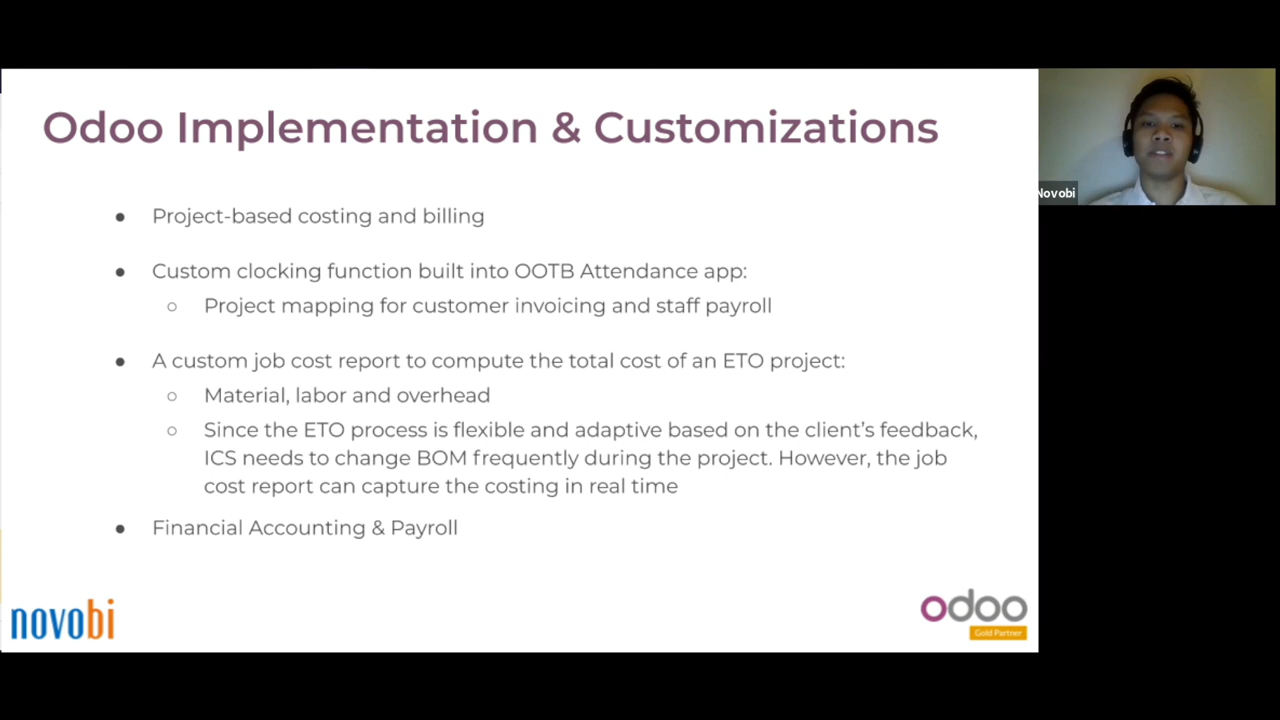 Odoo Implementation & Customizations
● Project-based costing and billing
● Custom clocking function built into OOTB Attendance app:
○ Project mapping for customer invoicing and staff payroll
● A custom job cost report to compute the total cost of an ETO project:
○ Material, labor and overhead
○ Since the ETO process is flexible and adaptive based on the client's feedback,
ICS needs to change BOM frequently during the project. However, the job
cost report can capture the costing in real time
● Financial Accounting & Payroll
novobi
odoo
Gold Partner
Novobi